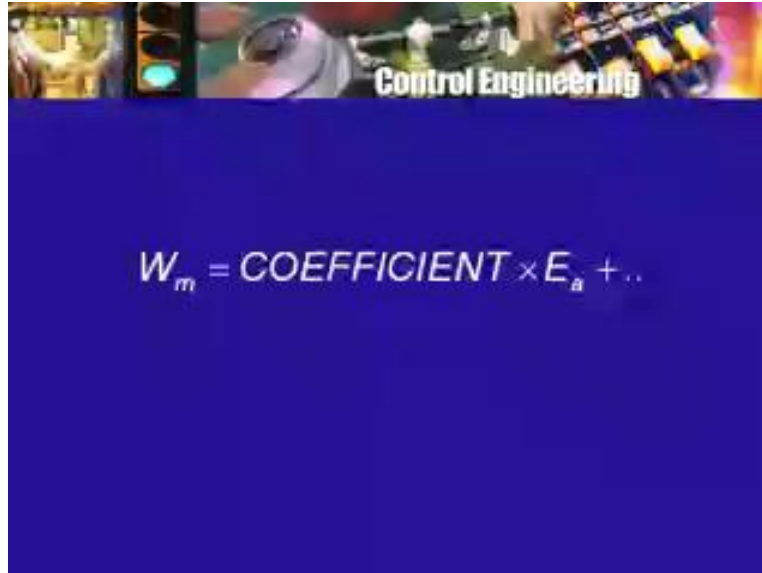 Control Engineering
W_m = COEFFICIENT × E_a + ..